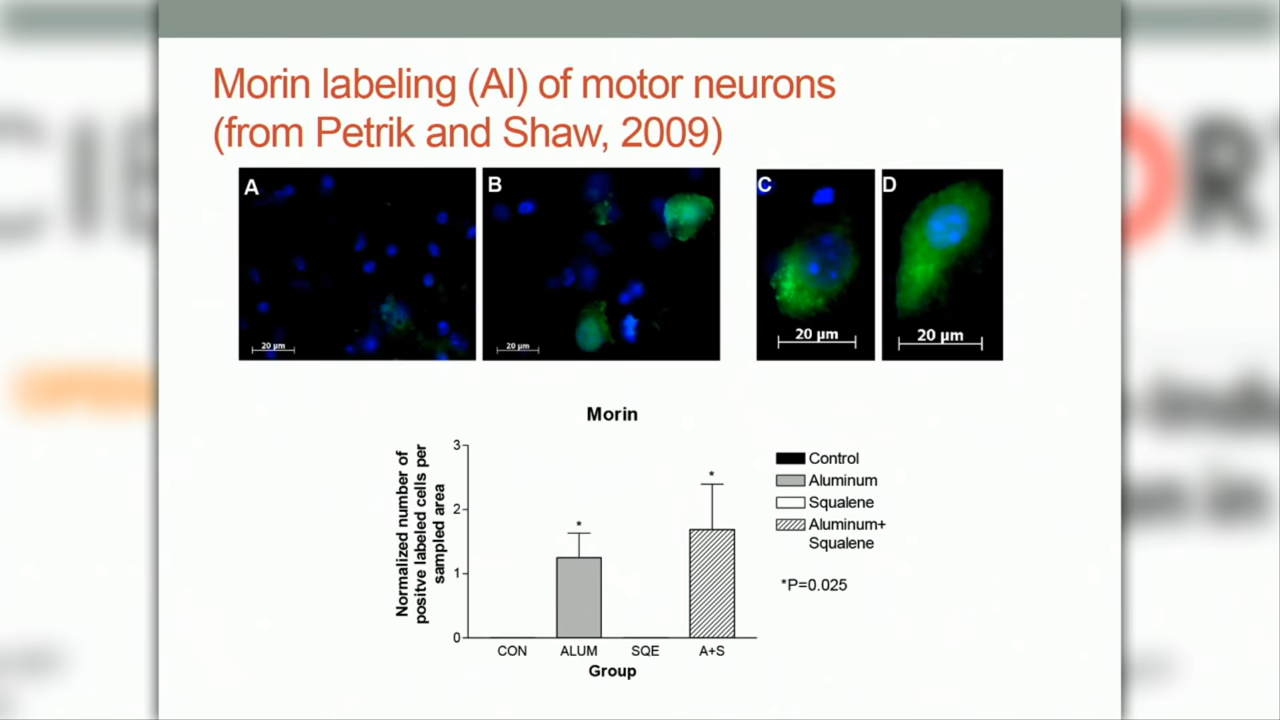 Morin labeling (Al) of motor neurons
(from Petrik and Shaw, 2009)
A
B
C
D
20 µm
20 µm
20 µm
20 µm
Morin
Normalized number of
positve labeled cells per
sampled area
3
2
1
0
*
*
CON
ALUM
SQE
A+S
Group
Control
Aluminum
Squalene
Aluminum+
Squalene
*P=0.025